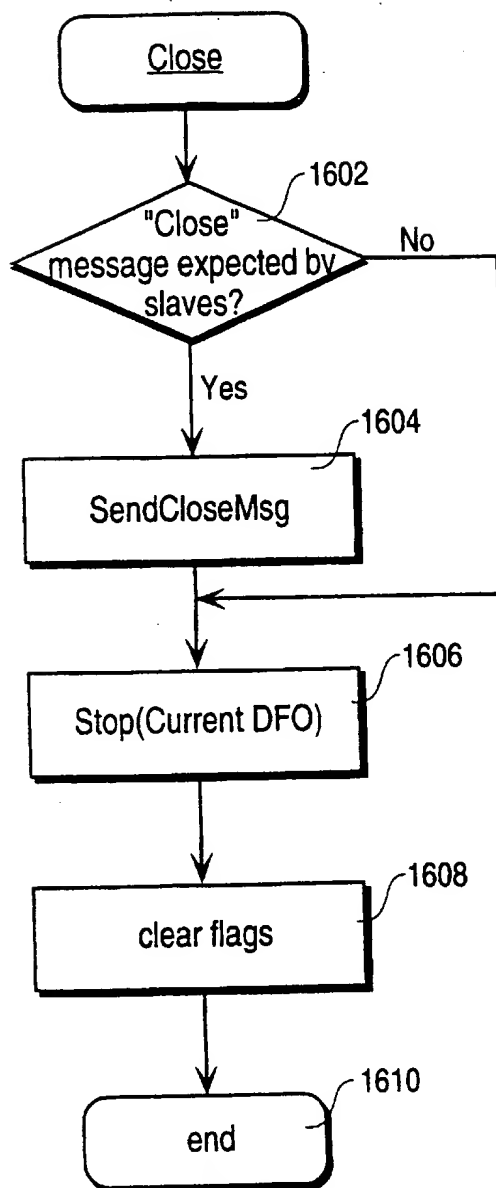 Close
1602
"Close"
message expected by
slaves?
No
Yes
1604
SendCloseMsg
1606
Stop(Current DFO)
1608
clear flags
1610
end